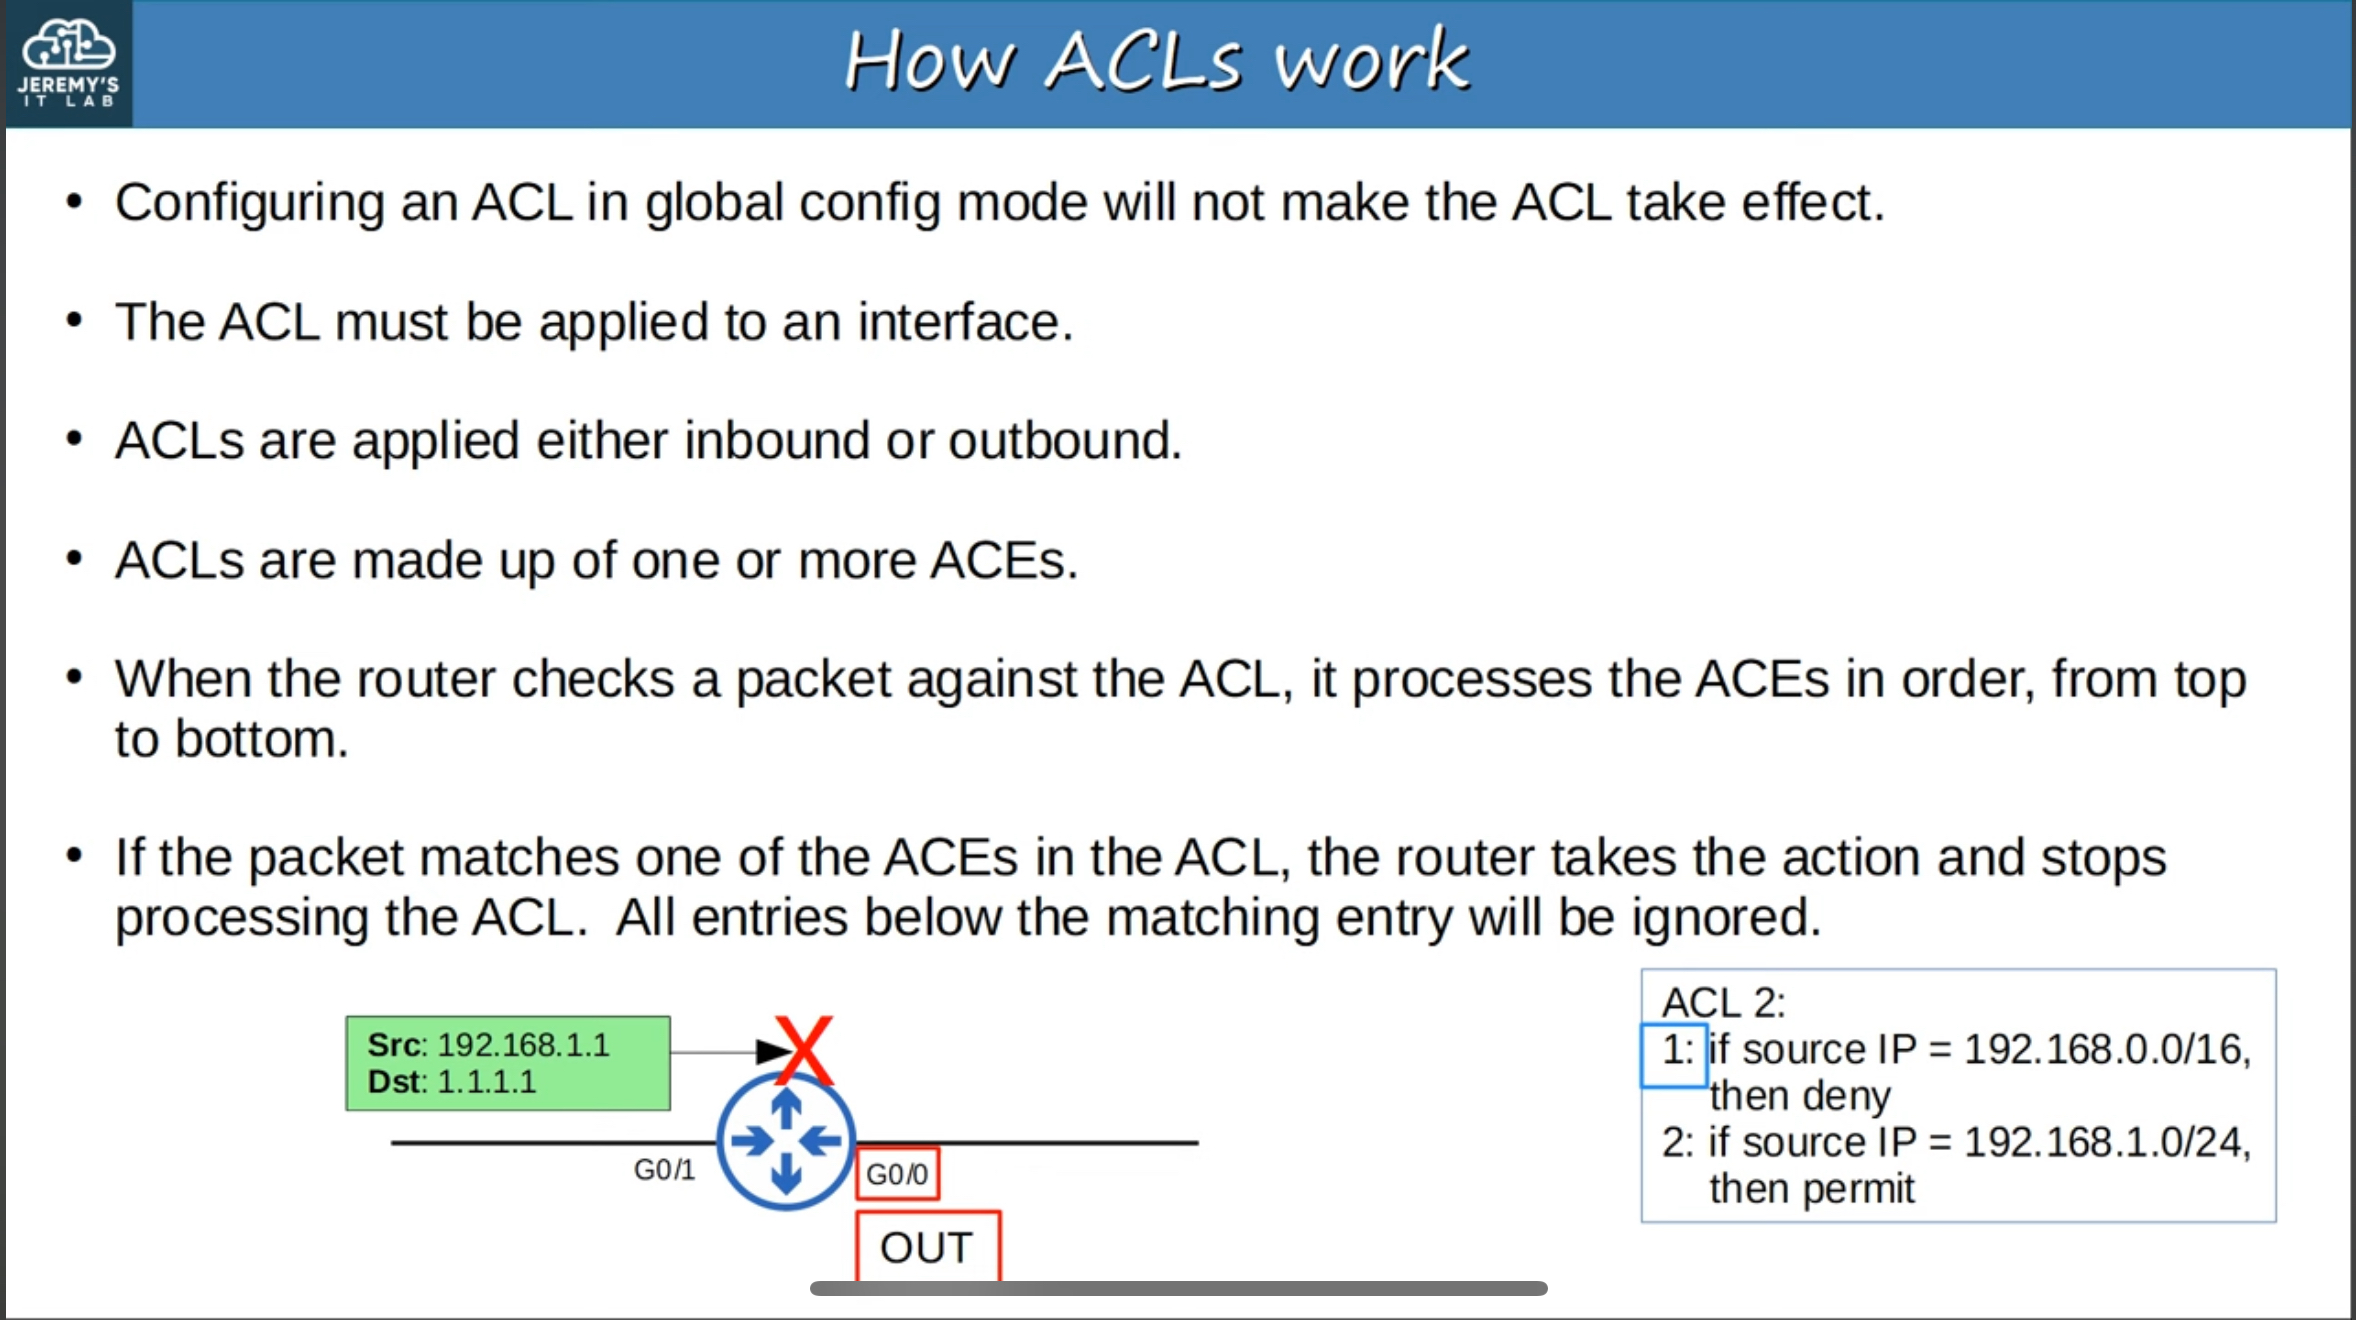 JEREMY'S
IT LAB
How ACLs work
• Configuring an ACL in global config mode will not make the ACL take effect.
• The ACL must be applied to an interface.
• ACLs are applied either inbound or outbound.
• ACLs are made up of one or more ACEs.
• When the router checks a packet against the ACL, it processes the ACEs in order, from top
to bottom.
• If the packet matches one of the ACEs in the ACL, the router takes the action and stops
processing the ACL.  All entries below the matching entry will be ignored.
Src: 192.168.1.1
Dst: 1.1.1.1
X
G0/1
G0/0
OUT
ACL 2:
1: if source IP = 192.168.0.0/16,
then deny
2: if source IP = 192.168.1.0/24,
then permit